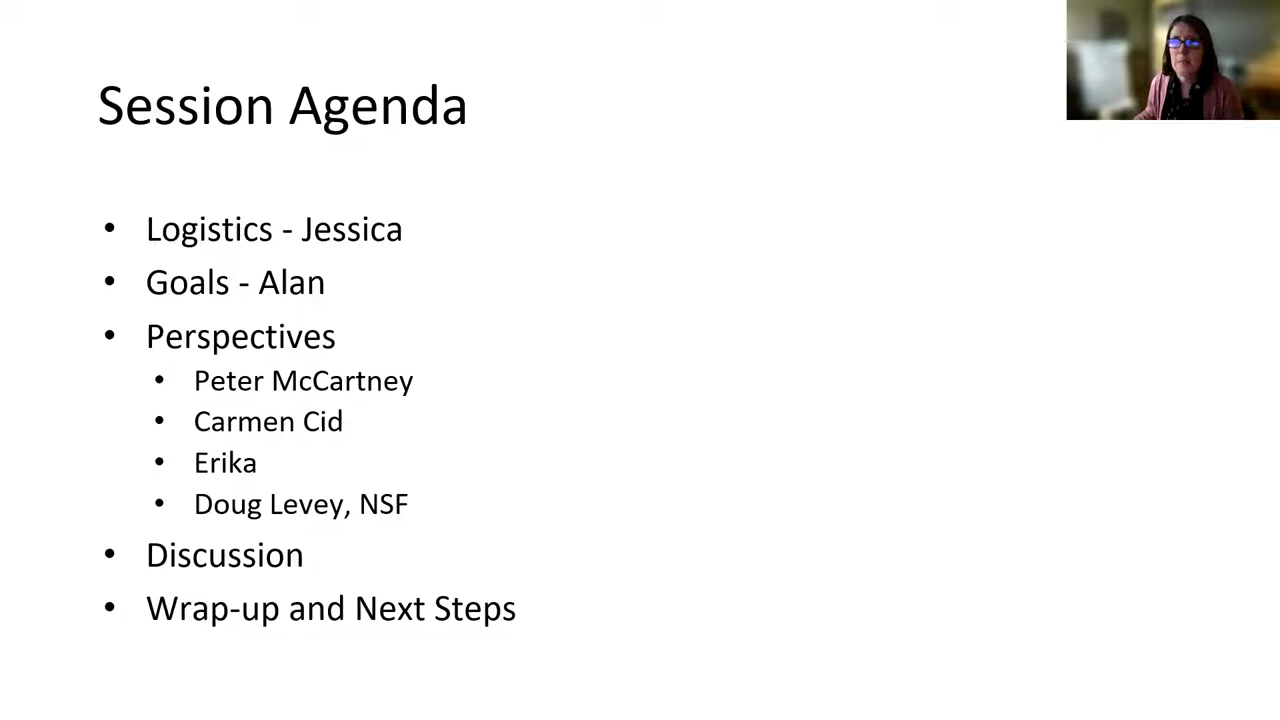 Session Agenda
• Logistics - Jessica
• Goals - Alan
• Perspectives
• Peter McCartney
• Carmen Cid
• Erika
• Doug Levey, NSF
• Discussion
• Wrap-up and Next Steps